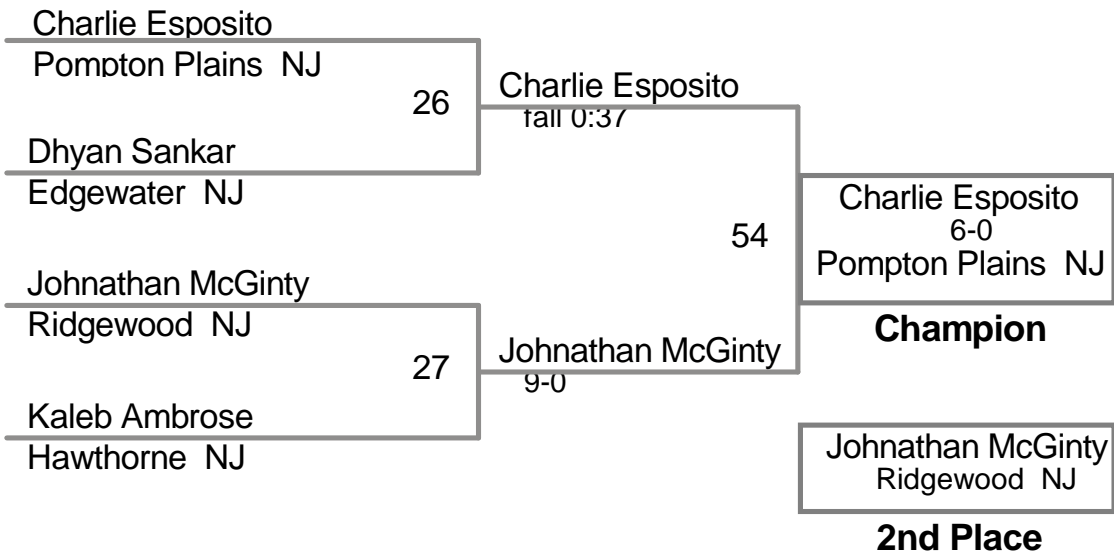 Charlie Esposito
Pompton Plains NJ
26
Dhyan Sankar
Edgewater NJ
Johnathan McGinty
Ridgewood NJ
27
Kaleb Ambrose
Hawthorne NJ
Charlie Esposito
fall 0:37
54
Johnathan McGinty
9-0
Charlie Esposito
6-0
Pompton Plains NJ
Champion
Johnathan McGinty
Ridgewood NJ
2nd Place